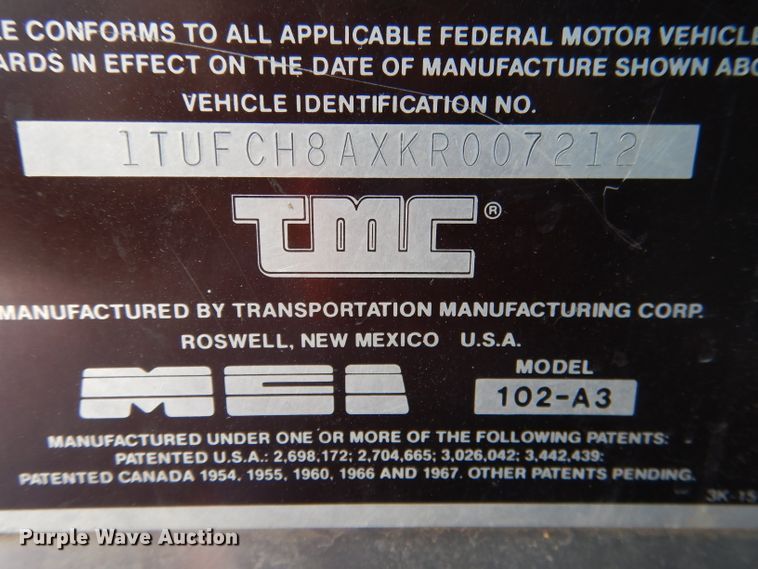 E CONFORMS TO ALL APPLICABLE FEDERAL MOTOR VEHICLE
ARDS IN EFFECT ON THE DATE OF MANUFACTURE SHOWN ABO
VEHICLE IDENTIFICATION NO.
1TUFCH8AXKR007212
TMC ®
MANUFACTURED BY TRANSPORTATION MANUFACTURING CORP.
ROSWELL, NEW MEXICO U.S.A.
MCI MODEL
102-A3
MANUFACTURED UNDER ONE OR MORE OF THE FOLLOWING PATENTS:
PATENTED U.S.A.: 2,698,172; 2,704,665; 3,026,042; 3,442,439:
PATENTED CANADA 1954, 1955, 1960, 1966 AND 1967. OTHER PATENTS PENDING.
3K-15
Purple Wave Auction